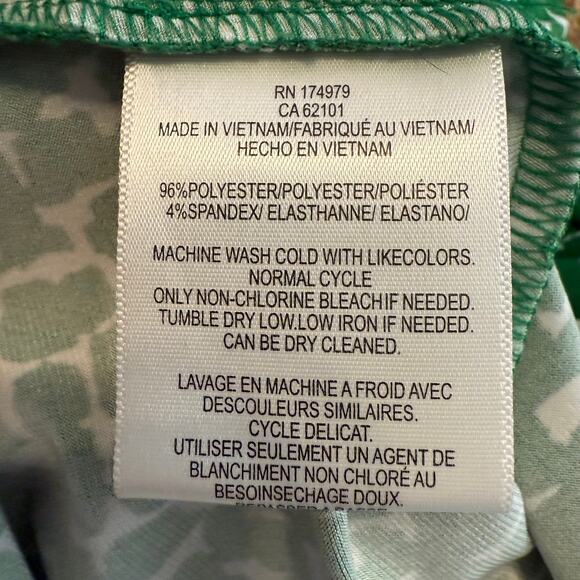 RN 174979
CA 62101
MADE IN VIETNAM/FABRIQUÉ AU VIETNAM/
HECHO EN VIETNAM
96%POLYESTER/POLYESTER/POLIÉSTER
4%SPANDEX/ ELASTHANNE/ ELASTANO/
MACHINE WASH COLD WITH LIKECOLORS.
NORMAL CYCLE
ONLY NON-CHLORINE BLEACHIF NEEDED.
TUMBLE DRY LOW.LOW IRON IF NEEDED.
CAN BE DRY CLEANED.
LAVAGE EN MACHINE A FROID AVEC
DESCOULEURS SIMILAIRES.
CYCLE DELICAT.
UTILISER SEULEMENT UN AGENT DE
BLANCHIMENT NON CHLORÉ AU
BESOINSECHAGE DOUX.